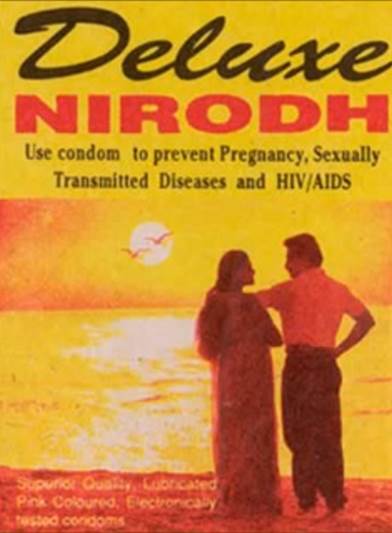 Deluxe
NIRODH
Use condom to prevent Pregnancy, Sexually
Transmitted Diseases and HIV/AIDS
Superior Quality, Lubricated
Pink Coloured, Electronically
tested condoms